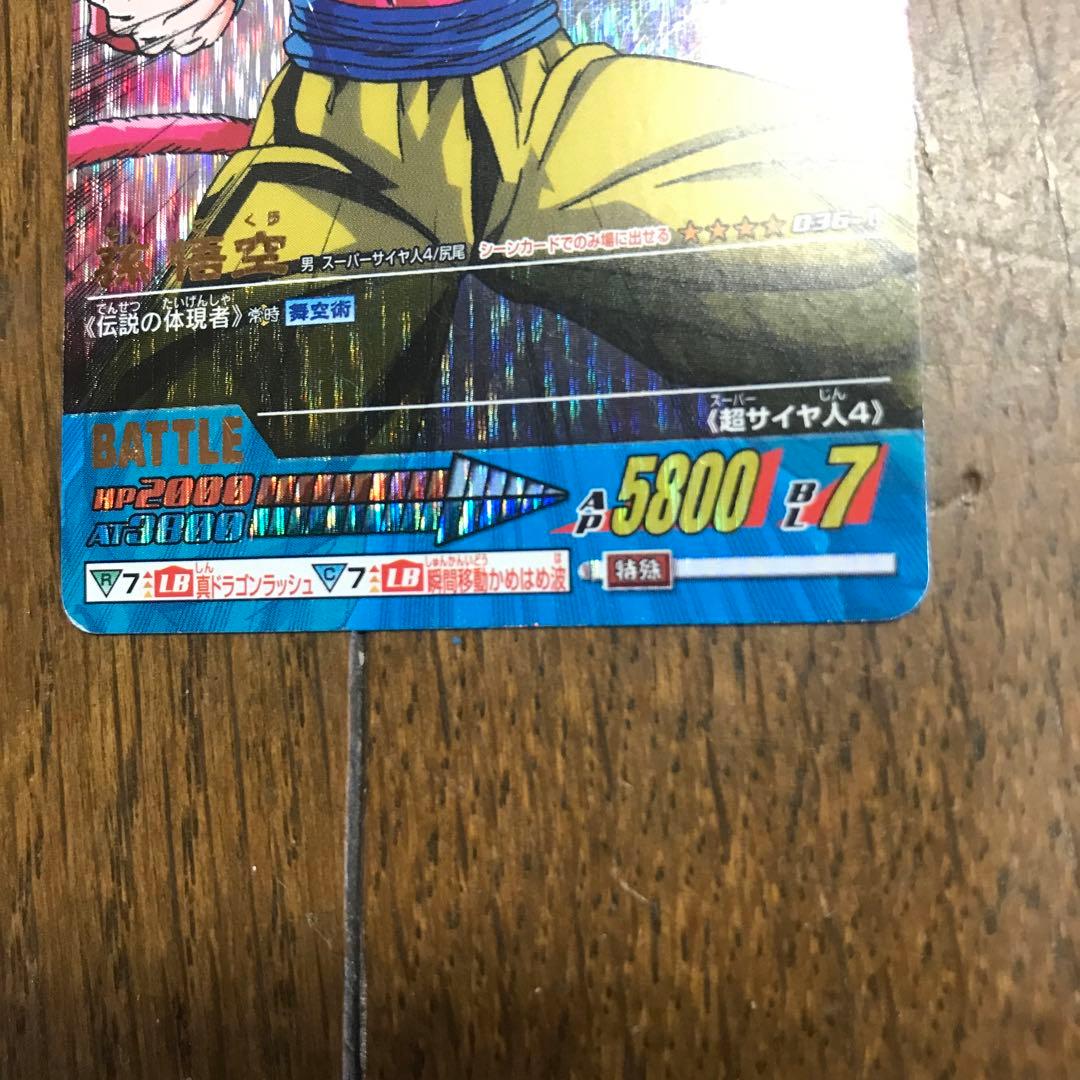 くう
孫 悟空 男 スーパーサイヤ人4/尻尾 シーンカードでのみ場に出せる ★★★★ 036-
でんせつ たいげんしゃ
《伝説の体現者》常時 舞空術
スーパー じん
《超サイヤ人4》
BATTLE
HP2000
AT3800
AP5800 BL7
しん しゅんかんいどう は
R7 LB 真ドラゴンラッシュ C7 LB 瞬間移動かめはめ波 特殊